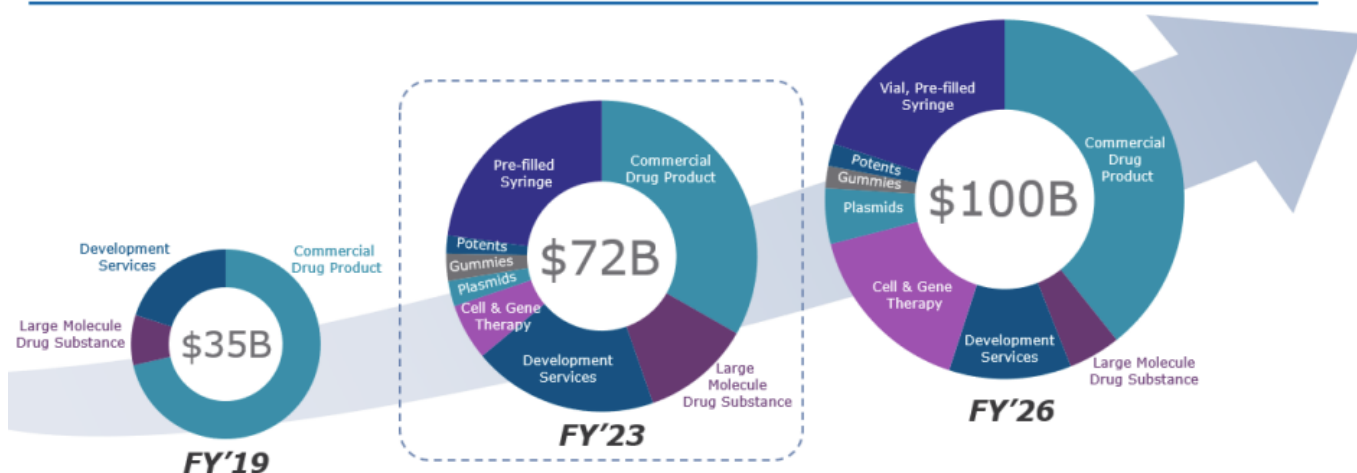 Development
Services
Commercial
Drug Product
Large Molecule
Drug Substance
$35B
FY'19
Pre-filled
Syringe
Commercial
Drug Product
Potents
Gummies
Plasmids
Cell & Gene
Therapy
Development
Services
Large
Molecule
Drug Substance
$72B
FY'23
Vial, Pre-filled
Syringe
Commercial
Drug
Product
Potents
Gummies
Plasmids
Cell & Gene
Therapy
Development
Services
Large Molecule
Drug Substance
$100B
FY'26